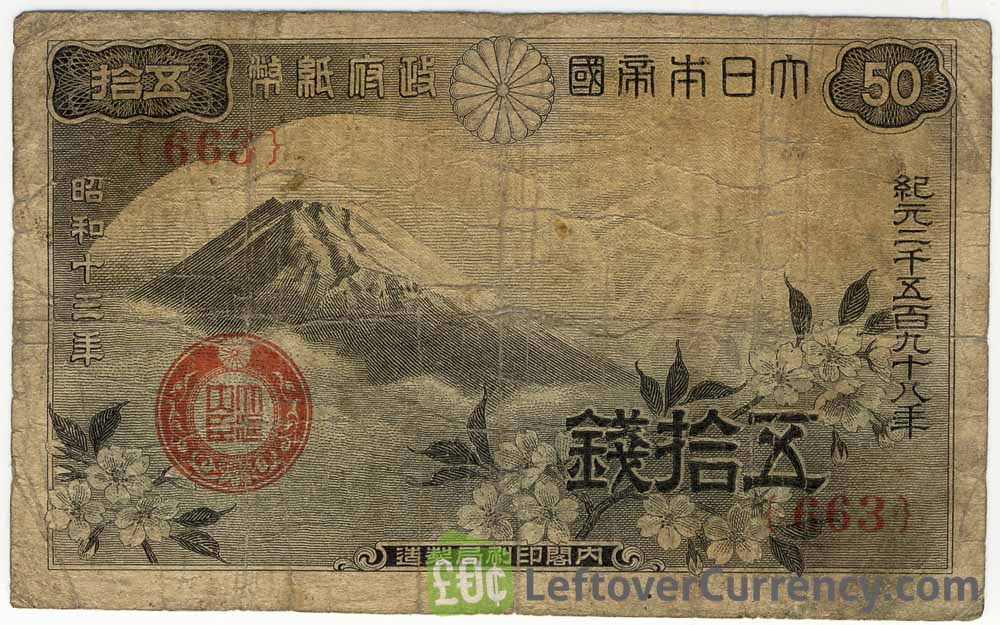 50
大日本帝國
政府紙幣
五拾
{663}
紀元二千五百九十八年
昭和十三年
五拾錢
{663}
内閣印刷局製造
LeftoverCurrency.com